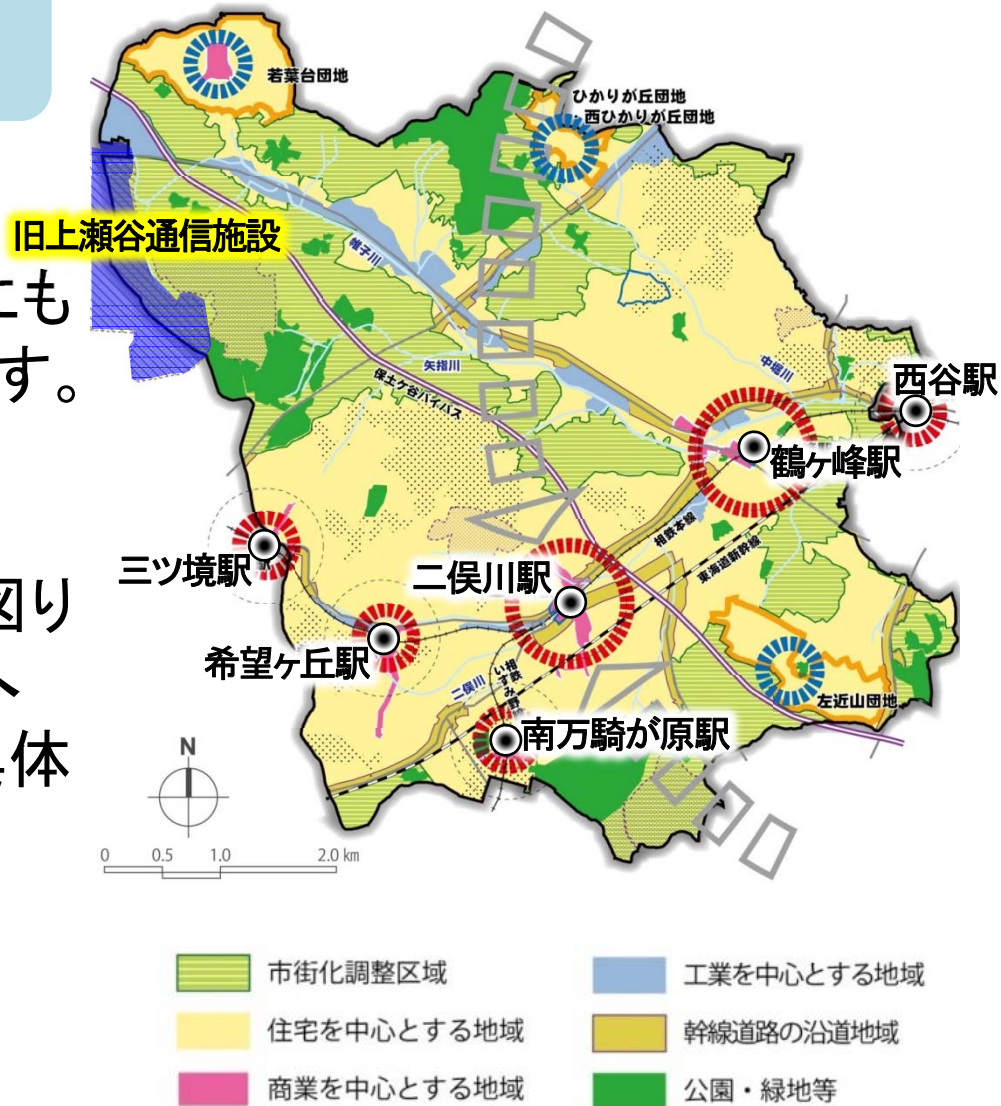 若葉台団地
ひかりが丘団地
・西ひかりが丘団地
旧上瀬谷通信施設
にも
す。
帷子川
矢指川
保土ケ谷バイパス
中堀川
西谷駅
鶴ヶ峰駅
相鉄本線
東海道新幹線
三ツ境駅
二俣川駅
図り
希望ヶ丘駅
へ
二俣川
相鉄
いずみ野線
左近山団地
南万騎が原駅
体
N
0 0.5 1.0 2.0 km
市街化調整区域
工業を中心とする地域
住宅を中心とする地域
幹線道路の沿道地域
商業を中心とする地域
公園・緑地等